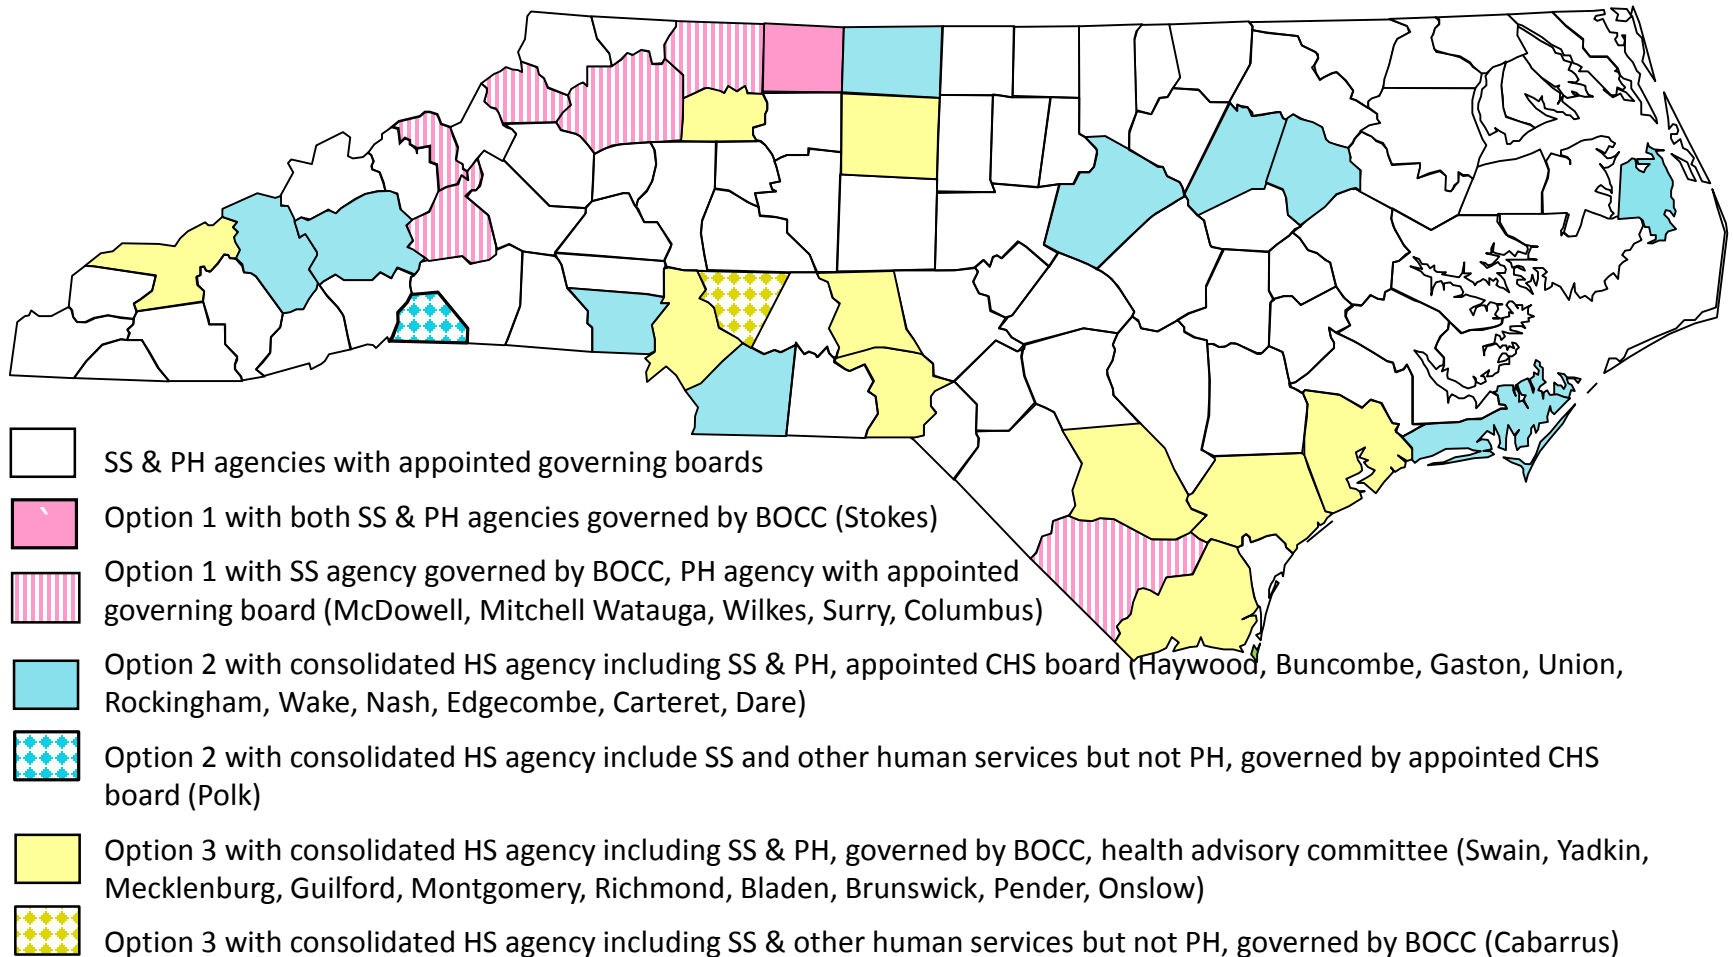 SS & PH agencies with appointed governing boards
`
Option 1 with both SS & PH agencies governed by BOCC (Stokes)
Option 1 with SS agency governed by BOCC, PH agency with appointed
governing board (McDowell, Mitchell Watauga, Wilkes, Surry, Columbus)
Option 2 with consolidated HS agency including SS & PH, appointed CHS board (Haywood, Buncombe, Gaston, Union,
Rockingham, Wake, Nash, Edgecombe, Carteret, Dare)
Option 2 with consolidated HS agency include SS and other human services but not PH, governed by appointed CHS
board (Polk)
Option 3 with consolidated HS agency including SS & PH, governed by BOCC, health advisory committee (Swain, Yadkin,
Mecklenburg, Guilford, Montgomery, Richmond, Bladen, Brunswick, Pender, Onslow)
Option 3 with consolidated HS agency including SS & other human services but not PH, governed by BOCC (Cabarrus)